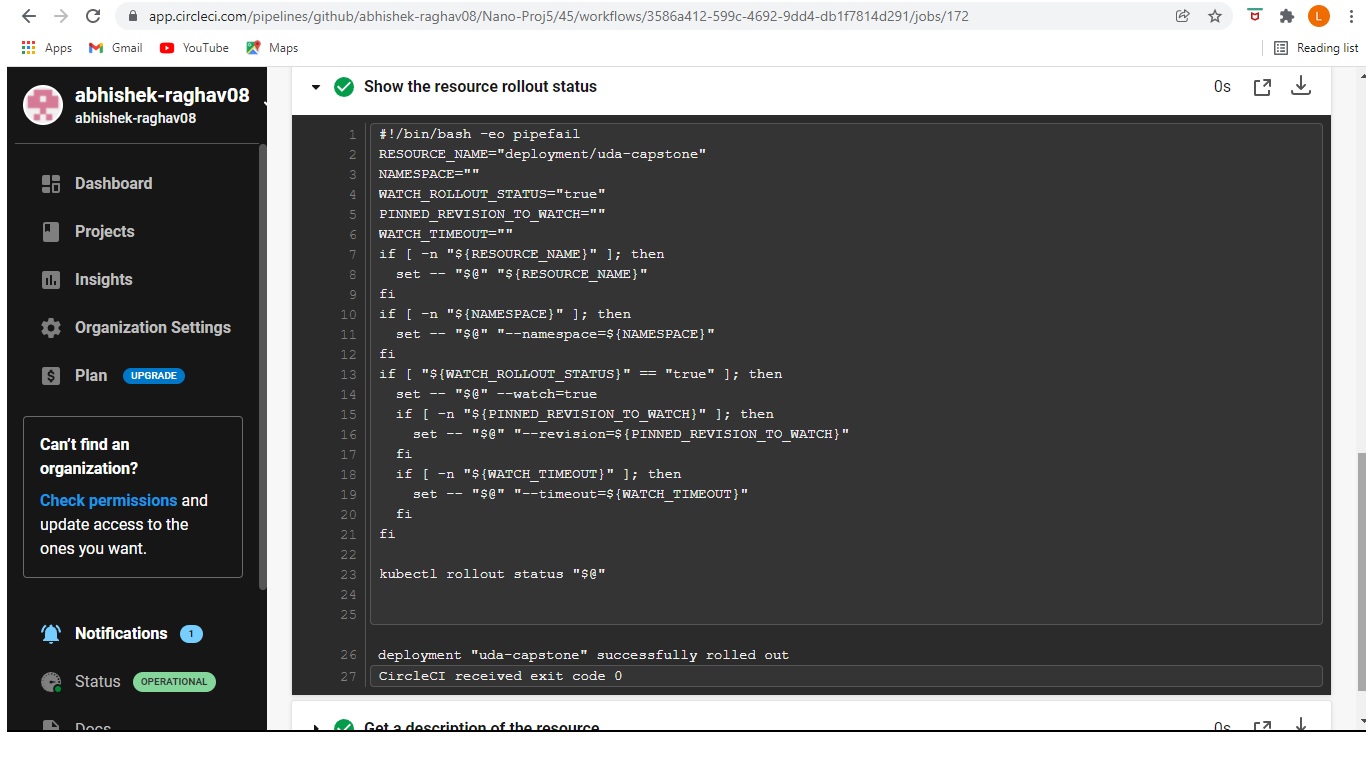 app.circleci.com/pipelines/github/abhishek-raghav08/Nano-Proj5/45/workflows/3586a412-599c-4692-9dd4-db1f7814d291/jobs/172
L
Apps
Gmail
YouTube
Maps
Reading list
abhishek-raghav08
abhishek-raghav08
Dashboard
Projects
Insights
Organization Settings
Plan UPGRADE
Can't find an
organization?
Check permissions and
update access to the
ones you want.
Notifications 1
Status OPERATIONAL
Docs
Show the resource rollout status 0s
1 #!/bin/bash -eo pipefail
2 RESOURCE_NAME="deployment/uda-capstone"
3 NAMESPACE=""
4 WATCH_ROLLOUT_STATUS="true"
5 PINNED_REVISION_TO_WATCH=""
6 WATCH_TIMEOUT=""
7 if [ -n "${RESOURCE_NAME}" ]; then
8 set -- "$@" "${RESOURCE_NAME}"
9 fi
10 if [ -n "${NAMESPACE}" ]; then
11 set -- "$@" "--namespace=${NAMESPACE}"
12 fi
13 if [ "${WATCH_ROLLOUT_STATUS}" == "true" ]; then
14 set -- "$@" --watch=true
15 if [ -n "${PINNED_REVISION_TO_WATCH}" ]; then
16 set -- "$@" "--revision=${PINNED_REVISION_TO_WATCH}"
17 fi
18 if [ -n "${WATCH_TIMEOUT}" ]; then
19 set -- "$@" "--timeout=${WATCH_TIMEOUT}"
20 fi
21 fi
22
23 kubectl rollout status "$@"
24
25
26 deployment "uda-capstone" successfully rolled out
27 CircleCI received exit code 0
Get a description of the resource 0s